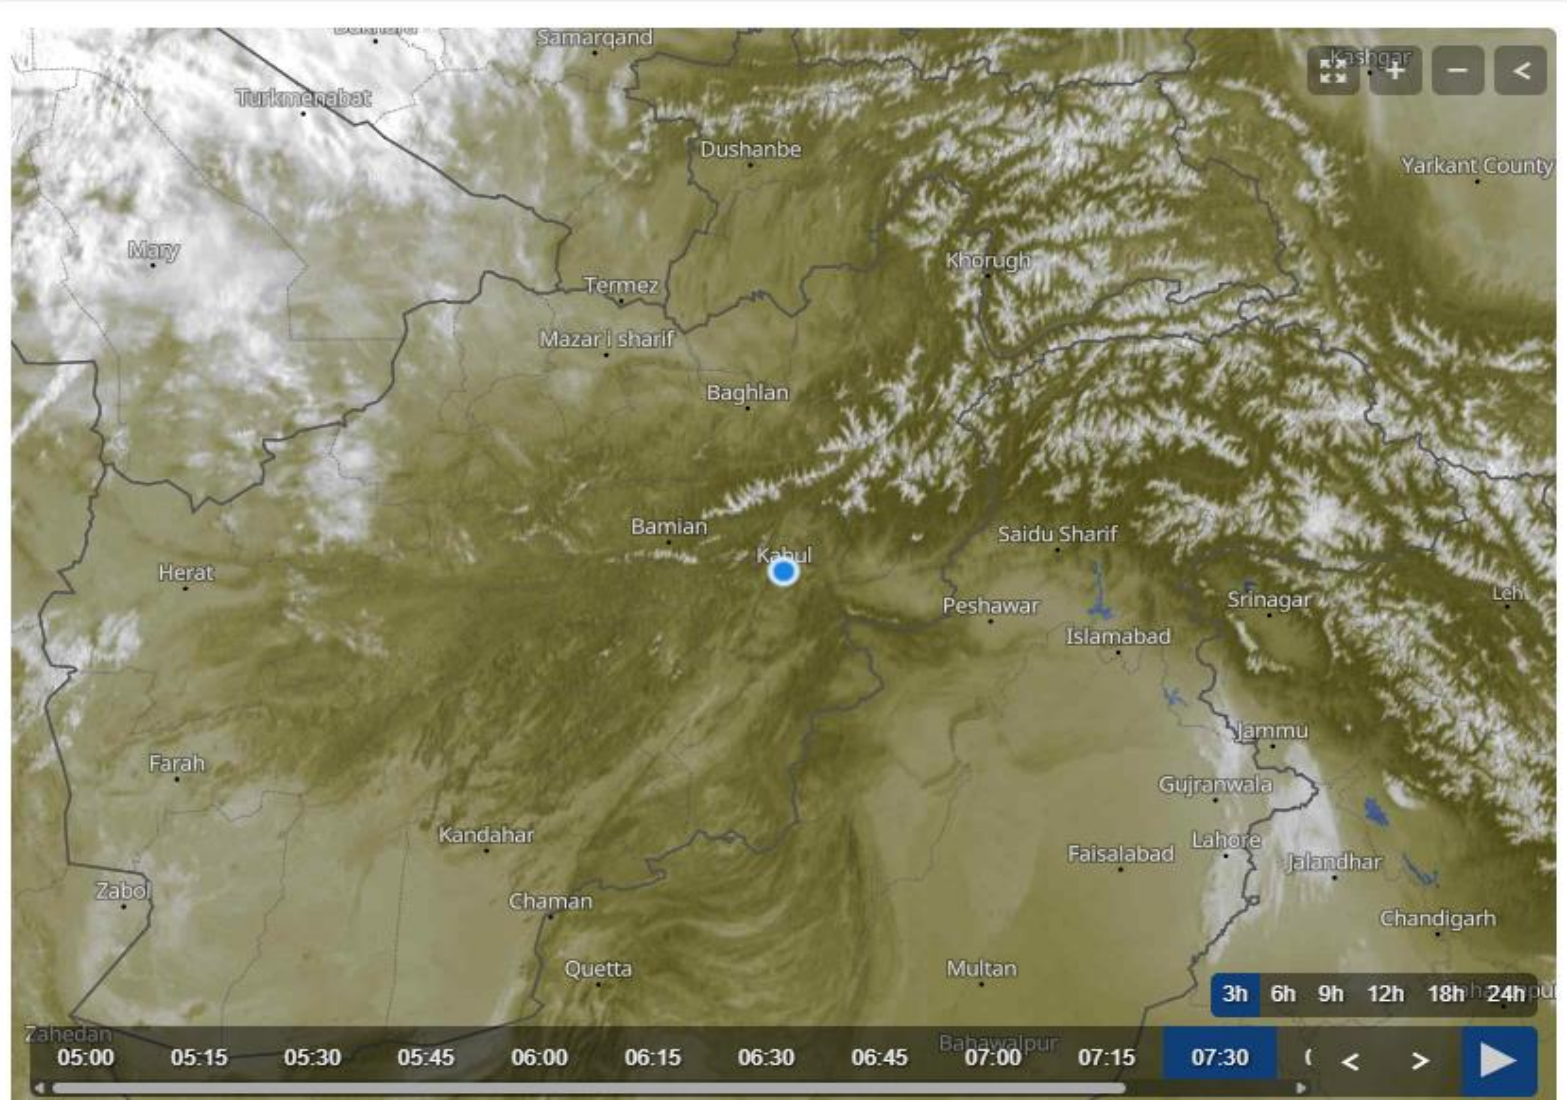 Samarqand
Kashgar
+ − <
Turkmenabat
Dushanbe
Yarkant County
Mary
Khorugh
Termez
Mazar I sharif
Baghlan
Bamian
Saidu Sharif
Kabul
Herat
Leh
Srinagar
Peshawar
Islamabad
Jammu
Farah
Gujranwala
Kandahar
Lahore
Faisalabad
Jalandhar
Zabol
Chaman
Chandigarh
Quetta
Multan
3h 6h 9h 12h 18h 24h
Zahedan
Bahawalpur
05:00 05:15 05:30 05:45 06:00 06:15 06:30 06:45 07:00 07:15 07:30 < >